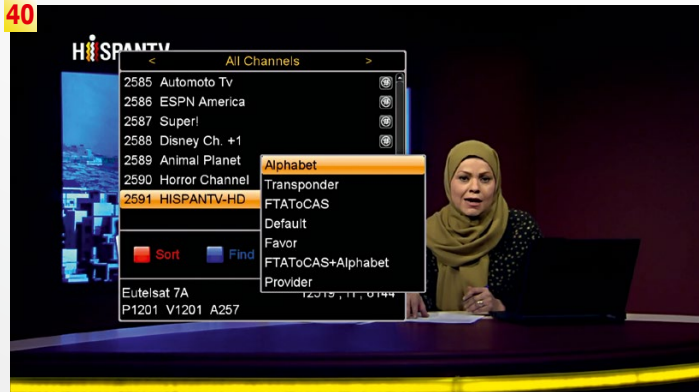 40
HISPANTV
< All Channels >
2585 Automoto Tv
2586 ESPN America
2587 Super!
2588 Disney Ch. +1
2589 Animal Planet
2590 Horror Channel
2591 HISPANTV-HD
Alphabet
Transponder
FTAToCAS
Default
Favor
FTAToCAS+Alphabet
Provider
Sort Find
Eutelsat 7A
P1201 V1201 A257